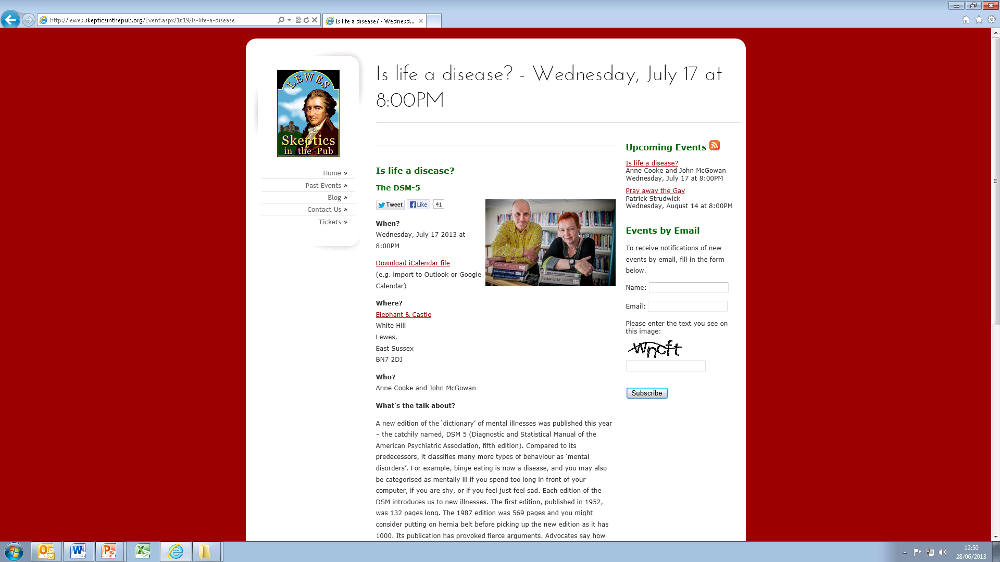 http://lewes.skepticsinthepub.org/Event.aspx/1619/Is-life-a-disease
Is life a disease? - Wednesd...
LEWES
Skeptics
in the Pub
Home »
Past Events »
Blog »
Contact Us »
Tickets »
Is life a disease? - Wednesday, July 17 at
8:00PM
Is life a disease?
The DSM-5
Tweet
Like
41
When?
Wednesday, July 17 2013 at
8:00PM
Download iCalendar file
(e.g. import to Outlook or Google
Calendar)
Where?
Elephant & Castle
White Hill
Lewes,
East Sussex
BN7 2DJ
Who?
Anne Cooke and John McGowan
What's the talk about?
A new edition of the ‘dictionary’ of mental illnesses was published this year
– the catchily named, DSM 5 (Diagnostic and Statistical Manual of the
American Psychiatric Association, fifth edition). Compared to its
predecessors, it classifies many more types of behaviour as ‘mental
disorders’. For example, binge eating is now a disease, and you may also
be categorised as mentally ill if you spend too long in front of your
computer, if you are shy, or if you feel just feel sad. Each edition of the
DSM introduces us to new illnesses. The first edition, published in 1952,
was 132 pages long. The 1987 edition was 569 pages and you might
consider putting on hernia belt before picking up the new edition as it has
1000. Its publication has provoked fierce arguments. Advocates say how
DSM-IV
DSM-IV-TR
Upcoming Events
Is life a disease?
Anne Cooke and John McGowan
Wednesday, July 17 at 8:00PM
Pray away the Gay
Patrick Strudwick
Wednesday, August 14 at 8:00PM
Events by Email
To receive notifications of new
events by email, fill in the form
below.
Name:
Email:
Please enter the text you see on
this image:
wncft
Subscribe
12:50
28/06/2013